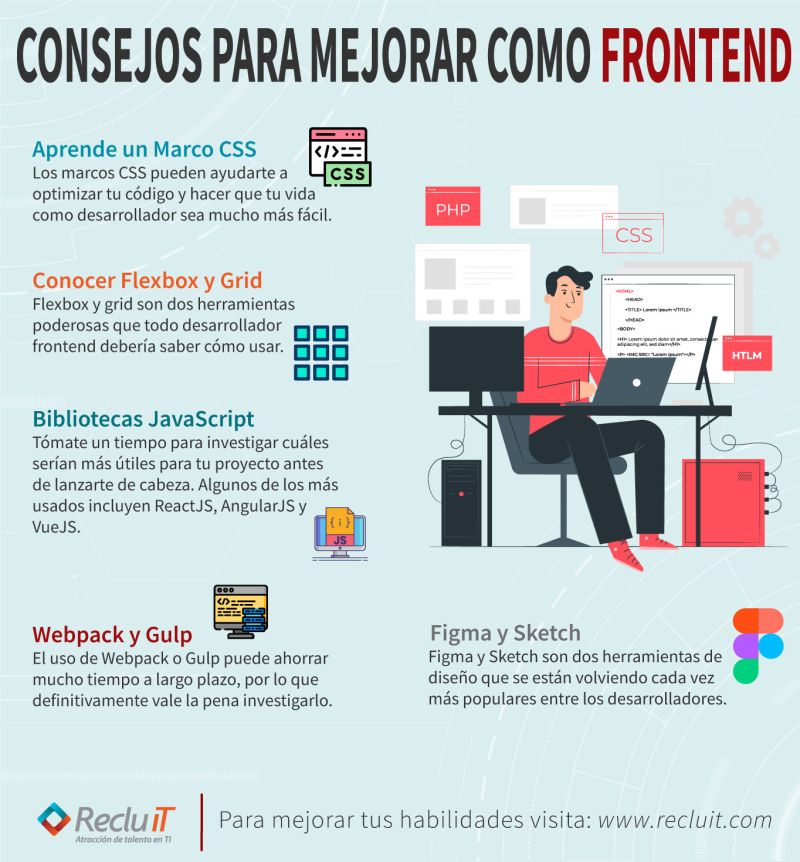 CONSEJOS PARA MEJORAR COMO FRONTEND
Aprende un Marco CSS
Los marcos CSS pueden ayudarte a
optimizar tu código y hacer que tu vida
como desarrollador sea mucho más fácil.
</>
CSS
Conocer Flexbox y Grid
Flexbox y grid son dos herramientas
poderosas que todo desarrollador
frontend debería saber cómo usar.
Bibliotecas JavaScript
Tómate un tiempo para investigar cuáles
serían más útiles para tu proyecto antes
de lanzarte de cabeza. Algunos de los más
usados incluyen ReactJS, AngularJS y
VueJS.
{i}
JS
PHP
CSS
<HTML>
<HEAD>
<TITLE> Lorem Ipsum </TITLE>
</HEAD>
<BODY>
<H1> Lorem ipsum dolor sit amet, consectetuer
adipiscing elit, sed diam</H1>
<P> <IMG SRC= "Lorem ipsum"></P>
HTLM
Webpack y Gulp
El uso de Webpack o Gulp puede ahorrar
mucho tiempo a largo plazo, por lo que
definitivamente vale la pena investigarlo.
</>
Figma y Sketch
Figma y Sketch son dos herramientas de
diseño que se están volviendo cada vez
más populares entre los desarrolladores.
Recluit
Atracción de talento en TI
Para mejorar tus habilidades visita: www.recluit.com